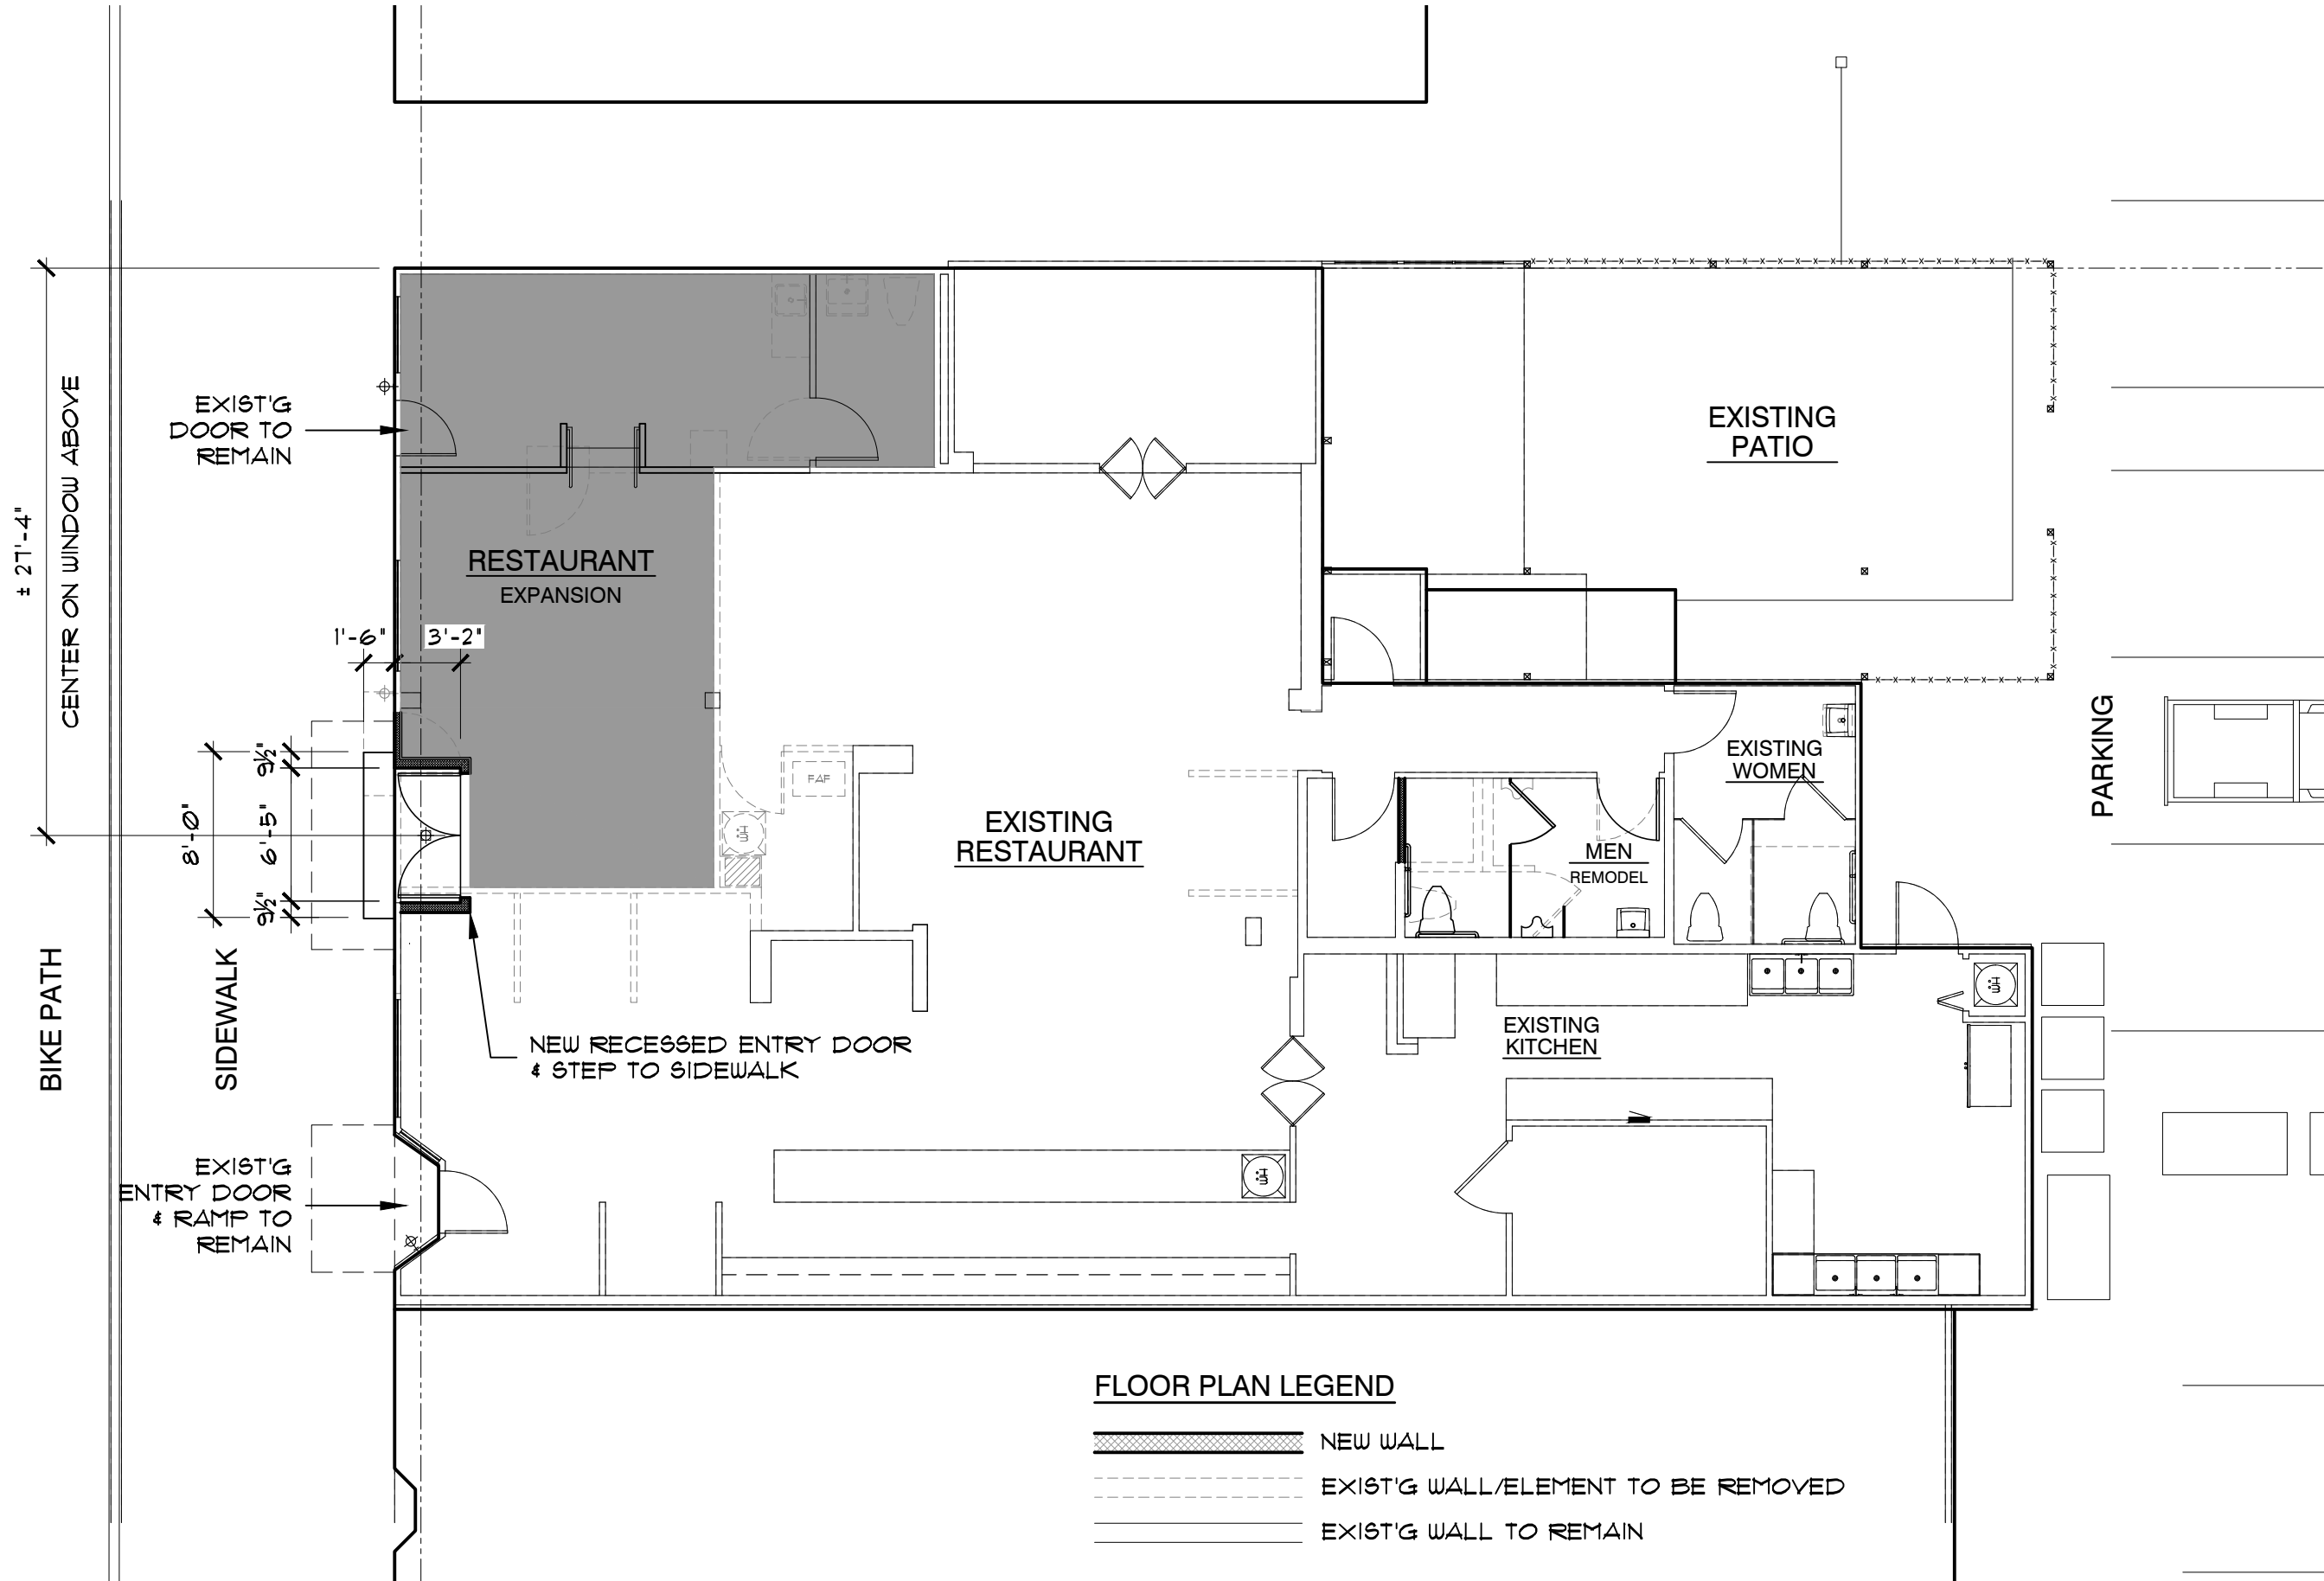 EXIST'G
DOOR TO
REMAIN
CENTER ON WINDOW ABOVE
± 27'-4"
RESTAURANT
EXPANSION
1'-6"
3'-2"
EXISTING
PATIO
9½"
8'-0"
6'-5"
9½"
FAF
HW
EXISTING
RESTAURANT
EXISTING
WOMEN
MEN
REMODEL
PARKING
BIKE PATH
SIDEWALK
NEW RECESSED ENTRY DOOR
& STEP TO SIDEWALK
EXISTING
KITCHEN
HW
EXIST'G
ENTRY DOOR
& RAMP TO
REMAIN
HW
FLOOR PLAN LEGEND
NEW WALL
EXIST'G WALL/ELEMENT TO BE REMOVED
EXIST'G WALL TO REMAIN